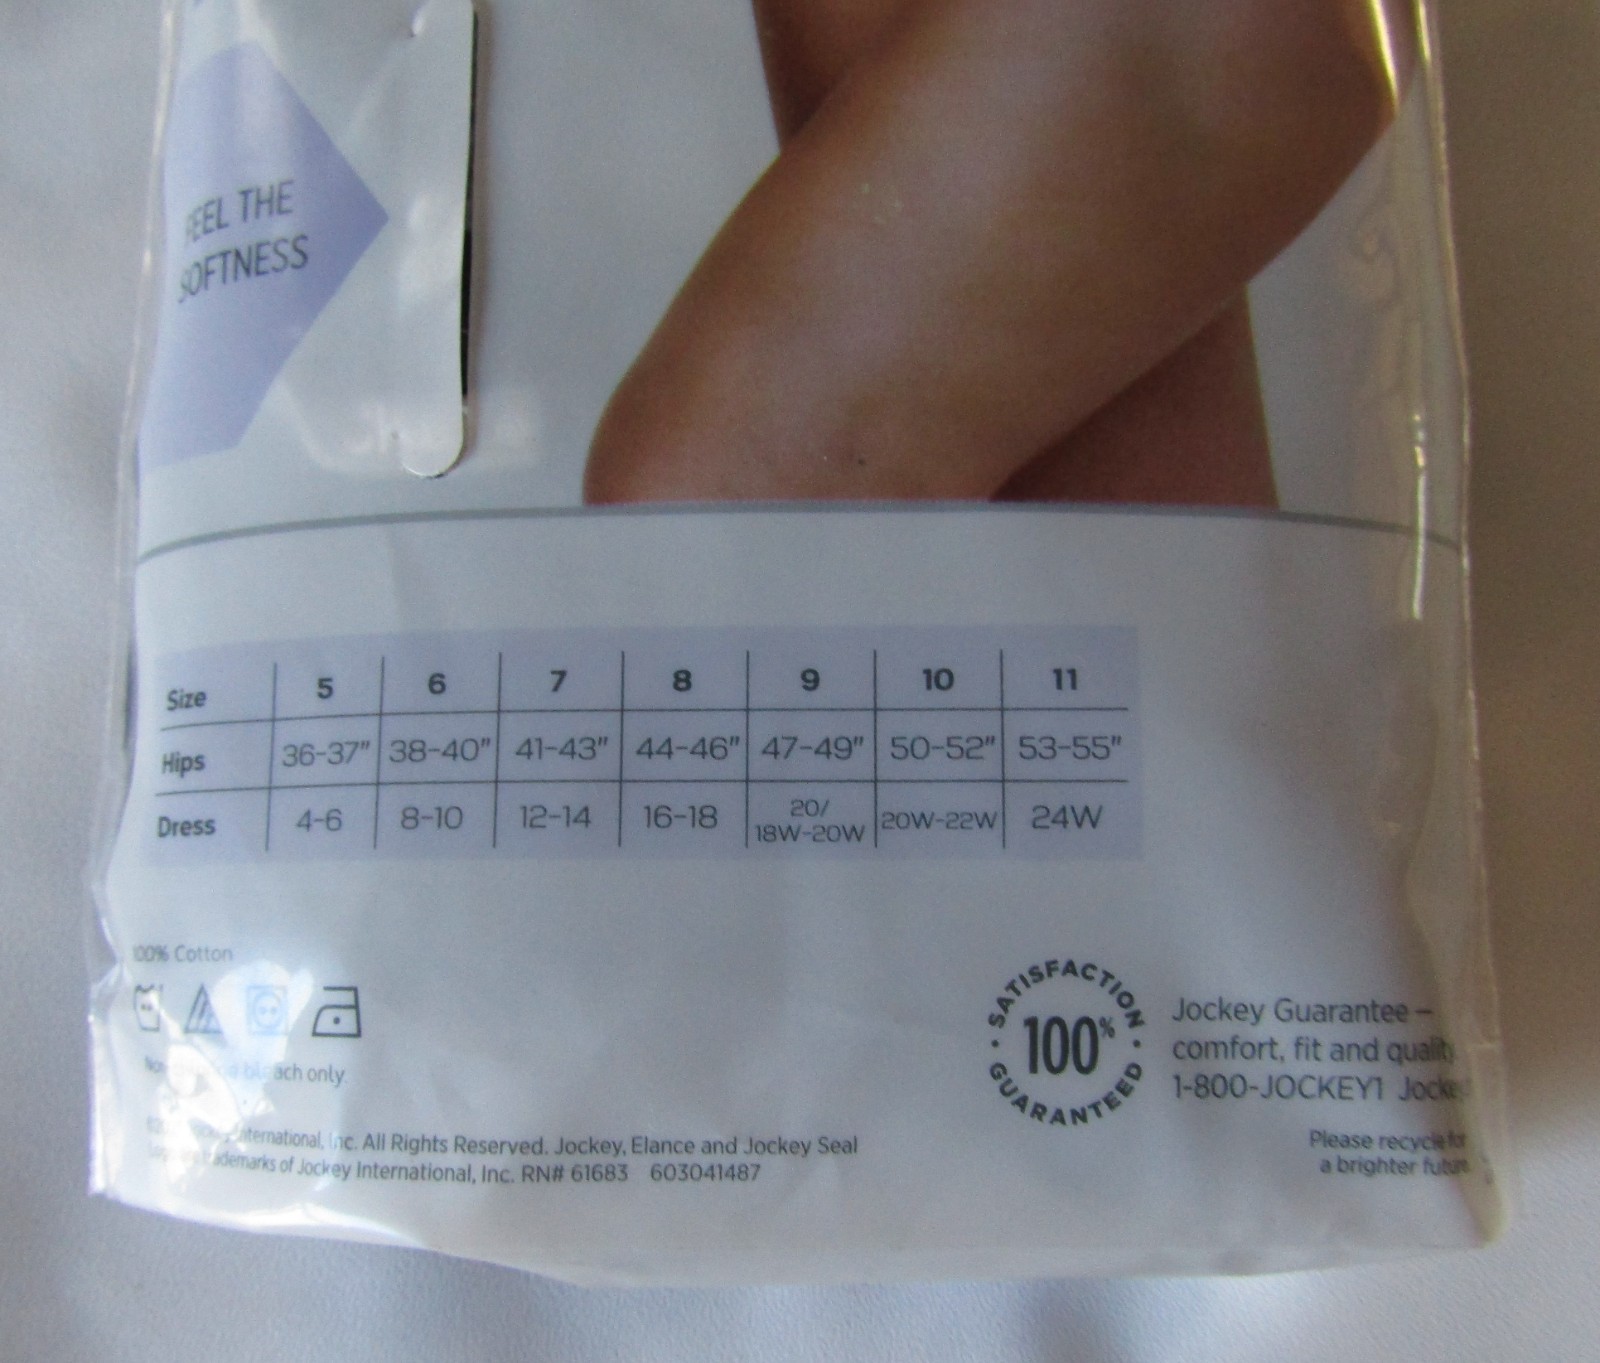 FEEL THE
SOFTNESS
Size 5 6 7 8 9 10 11
Hips 36-37" 38-40" 41-43" 44-46" 47-49" 50-52" 53-55"
Dress 4-6 8-10 12-14 16-18 20/ 18W-20W 20W-22W 24W
100% Cotton
bleach only.
SATISFACTION
100%
GUARANTEED
Jockey Guarantee –
comfort, fit and quality
1-800-JOCKEY1
International, Inc. All Rights Reserved. Jockey, Elance and Jockey Seal
trademarks of Jockey International, Inc. RN# 61683 603041487
Please recycle for
a brighter future.